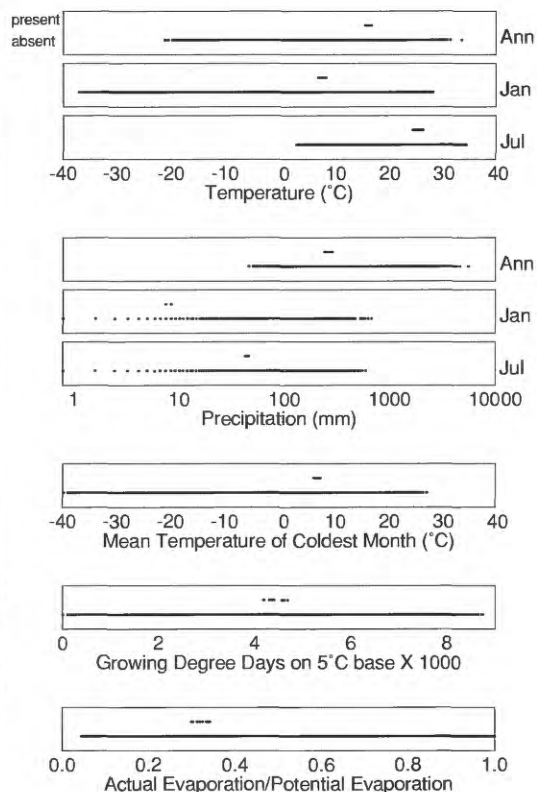 present
absent
Ann
Jan
Jul
-40 -30 -20 -10 0 10 20 30 40
Temperature (˚C)
Ann
Jan
Jul
1 10 100 1000 10000
Precipitation (mm)
-40 -30 -20 -10 0 10 20 30 40
Mean Temperature of Coldest Month (˚C)
0 2 4 6 8
Growing Degree Days on 5˚C base X 1000
0.0 0.2 0.4 0.6 0.8 1.0
Actual Evaporation/Potential Evaporation